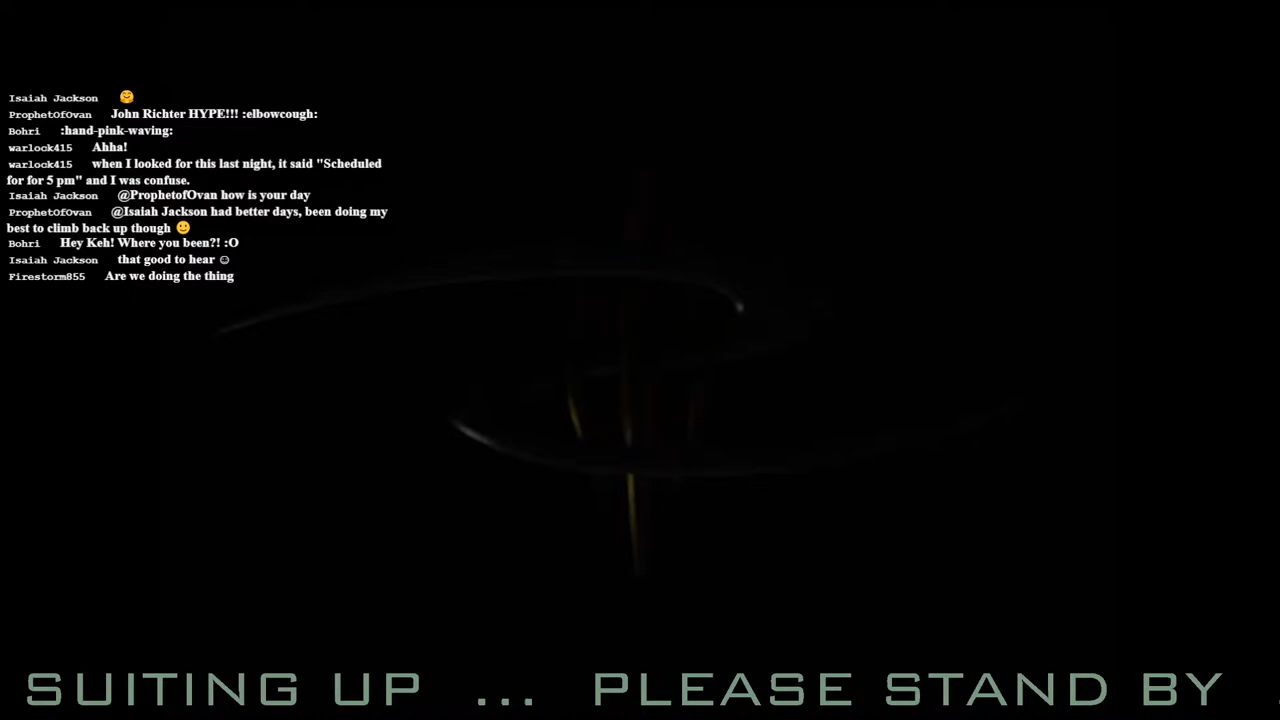 Isaiah Jackson 🤗
ProphetOfOvan John Richter HYPE!!! :elbowcough:
Bohri :hand-pink-waving:
warlock415 Ahha!
warlock415 when I looked for this last night, it said "Scheduled
for for 5 pm" and I was confuse.
Isaiah Jackson @ProphetofOvan how is your day
ProphetOfOvan @Isaiah Jackson had better days, been doing my
best to climb back up though 🙂
Bohri Hey Keh! Where you been?! :O
Isaiah Jackson that good to hear ☺
Firestorm855 Are we doing the thing
SUITING UP ... PLEASE STAND BY